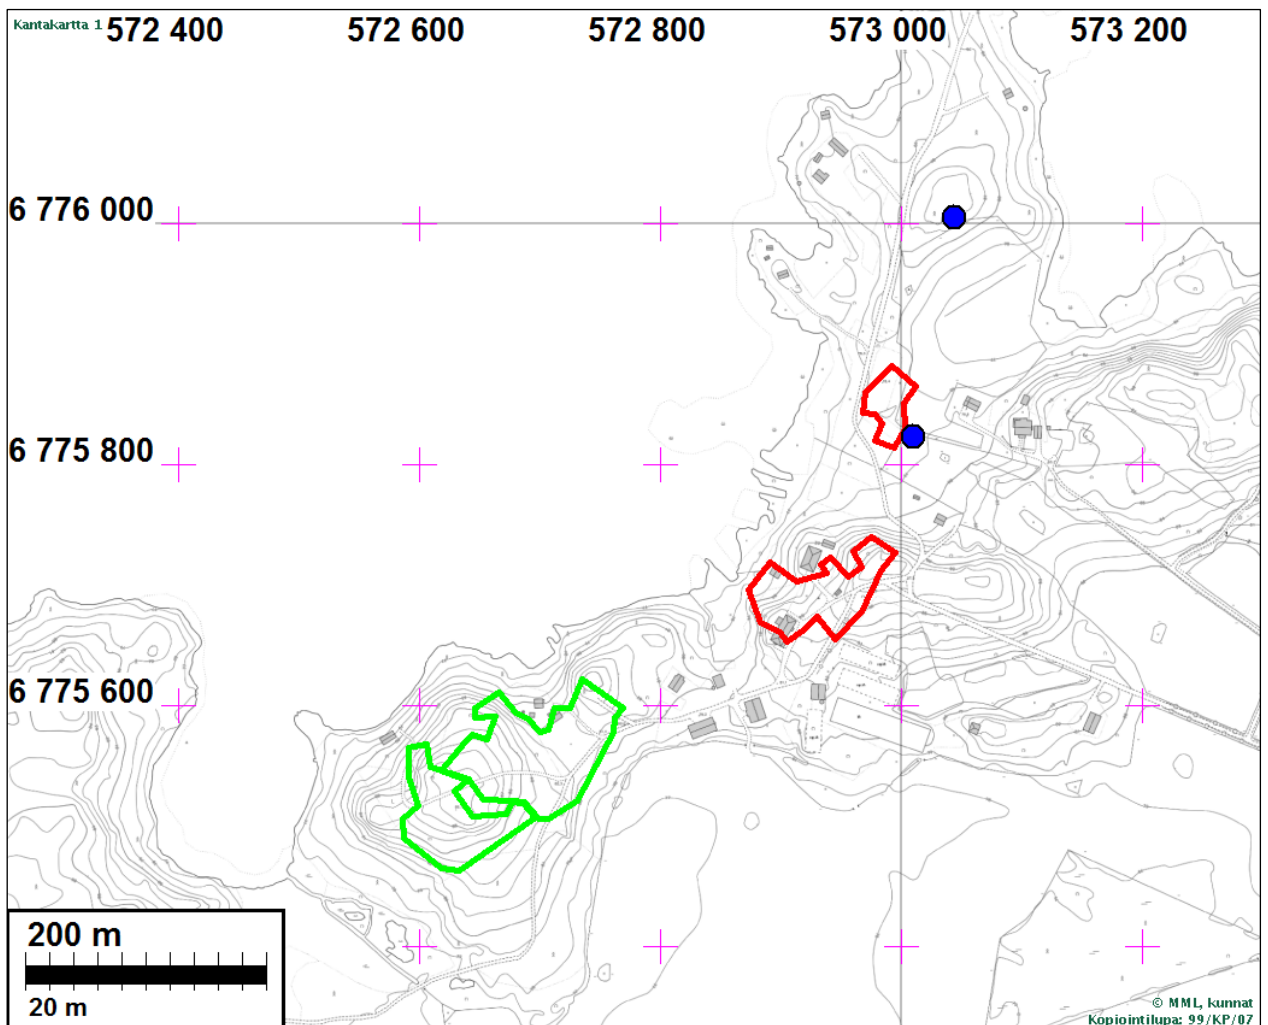 Kantakartta 1
572 400 572 600 572 800 573 000 573 200
6 776 000
6 775 800
6 775 600
200 m
20 m
© MML, kunnat
Kopiointilupa: 99/KP/07